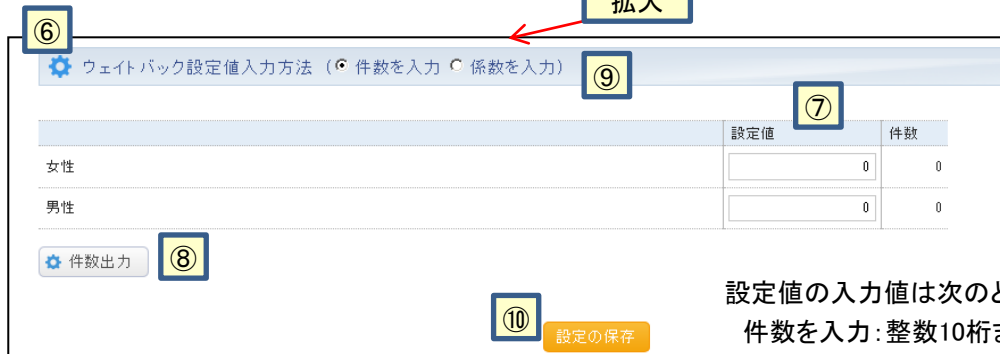 拡大
⑥
ウェイトバック設定値入力方法 (件数を入力 係数を入力)
⑨
⑦
設定値 件数
女性 0 0
男性 0 0
件数出力
⑧
設定値の入力値は次のと
⑩
設定の保存
件数を入力:整数10桁ま